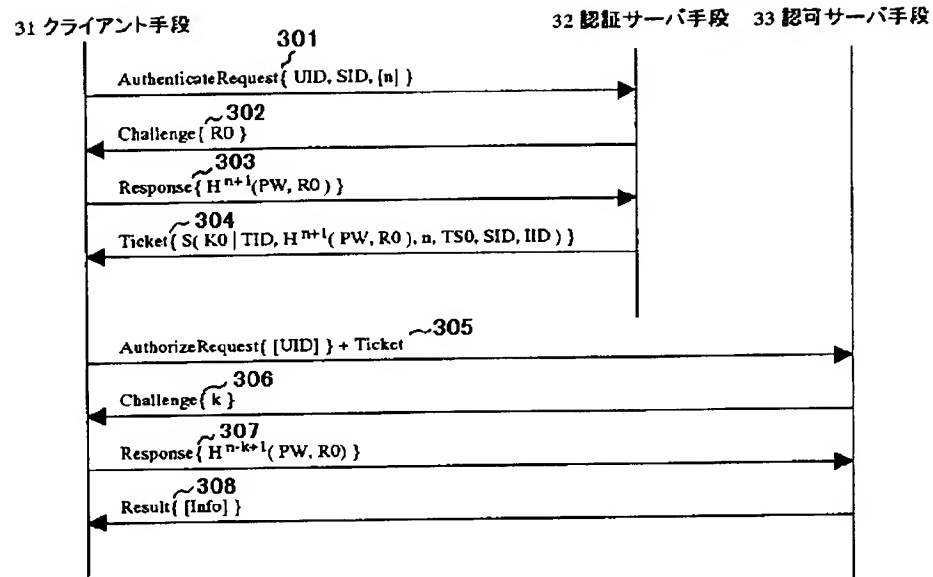 31 クライアント手段
32 認証サーバ手段
33 認可サーバ手段
301
AuthenticateRequest{ UID, SID, [n] }
302
Challenge{ R0 }
303
Response{ H^n+1(PW, R0 ) }
304
Ticket{ S( K0 | TID, H^n+1( PW, R0 ), n, TS0, SID, IID ) }
305
AuthorizeRequest{ [UID] } + Ticket
306
Challenge{ k }
307
Response{ H^n-k+1( PW, R0) }
308
Result{ [Info] }